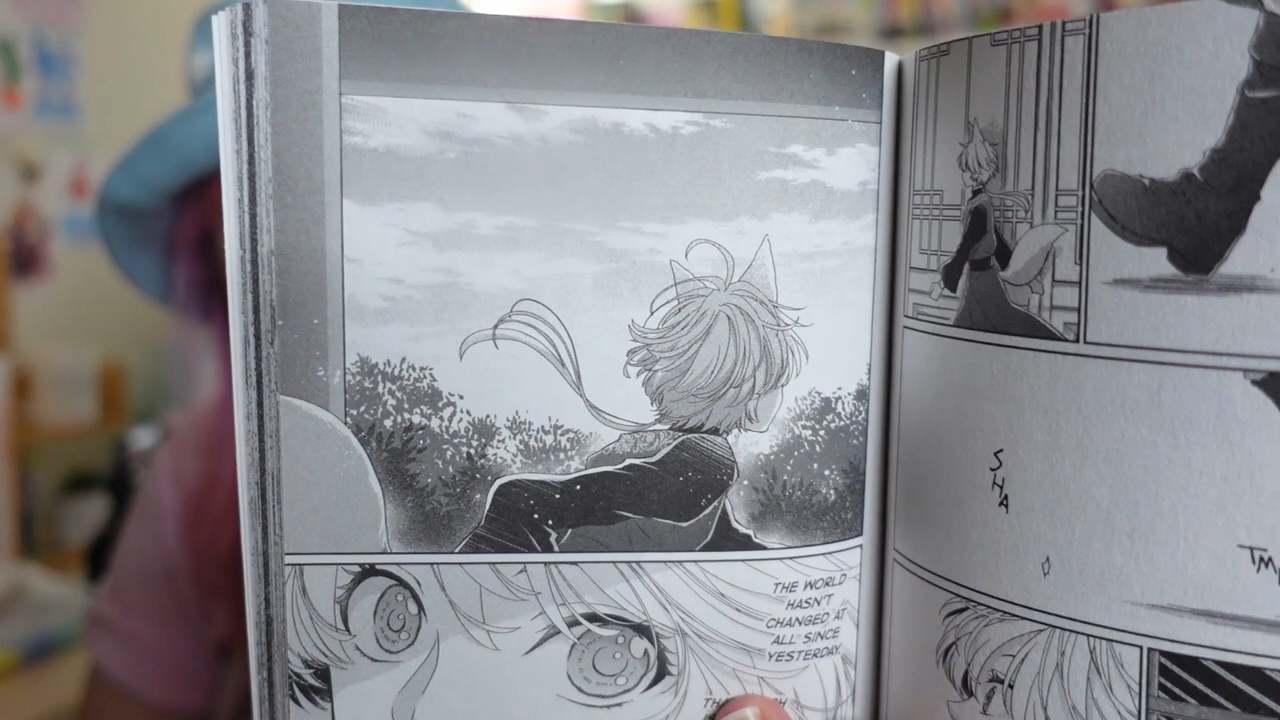 THE WORLD
HASN'T
CHANGED AT
ALL SINCE
YESTERDAY.
SHA